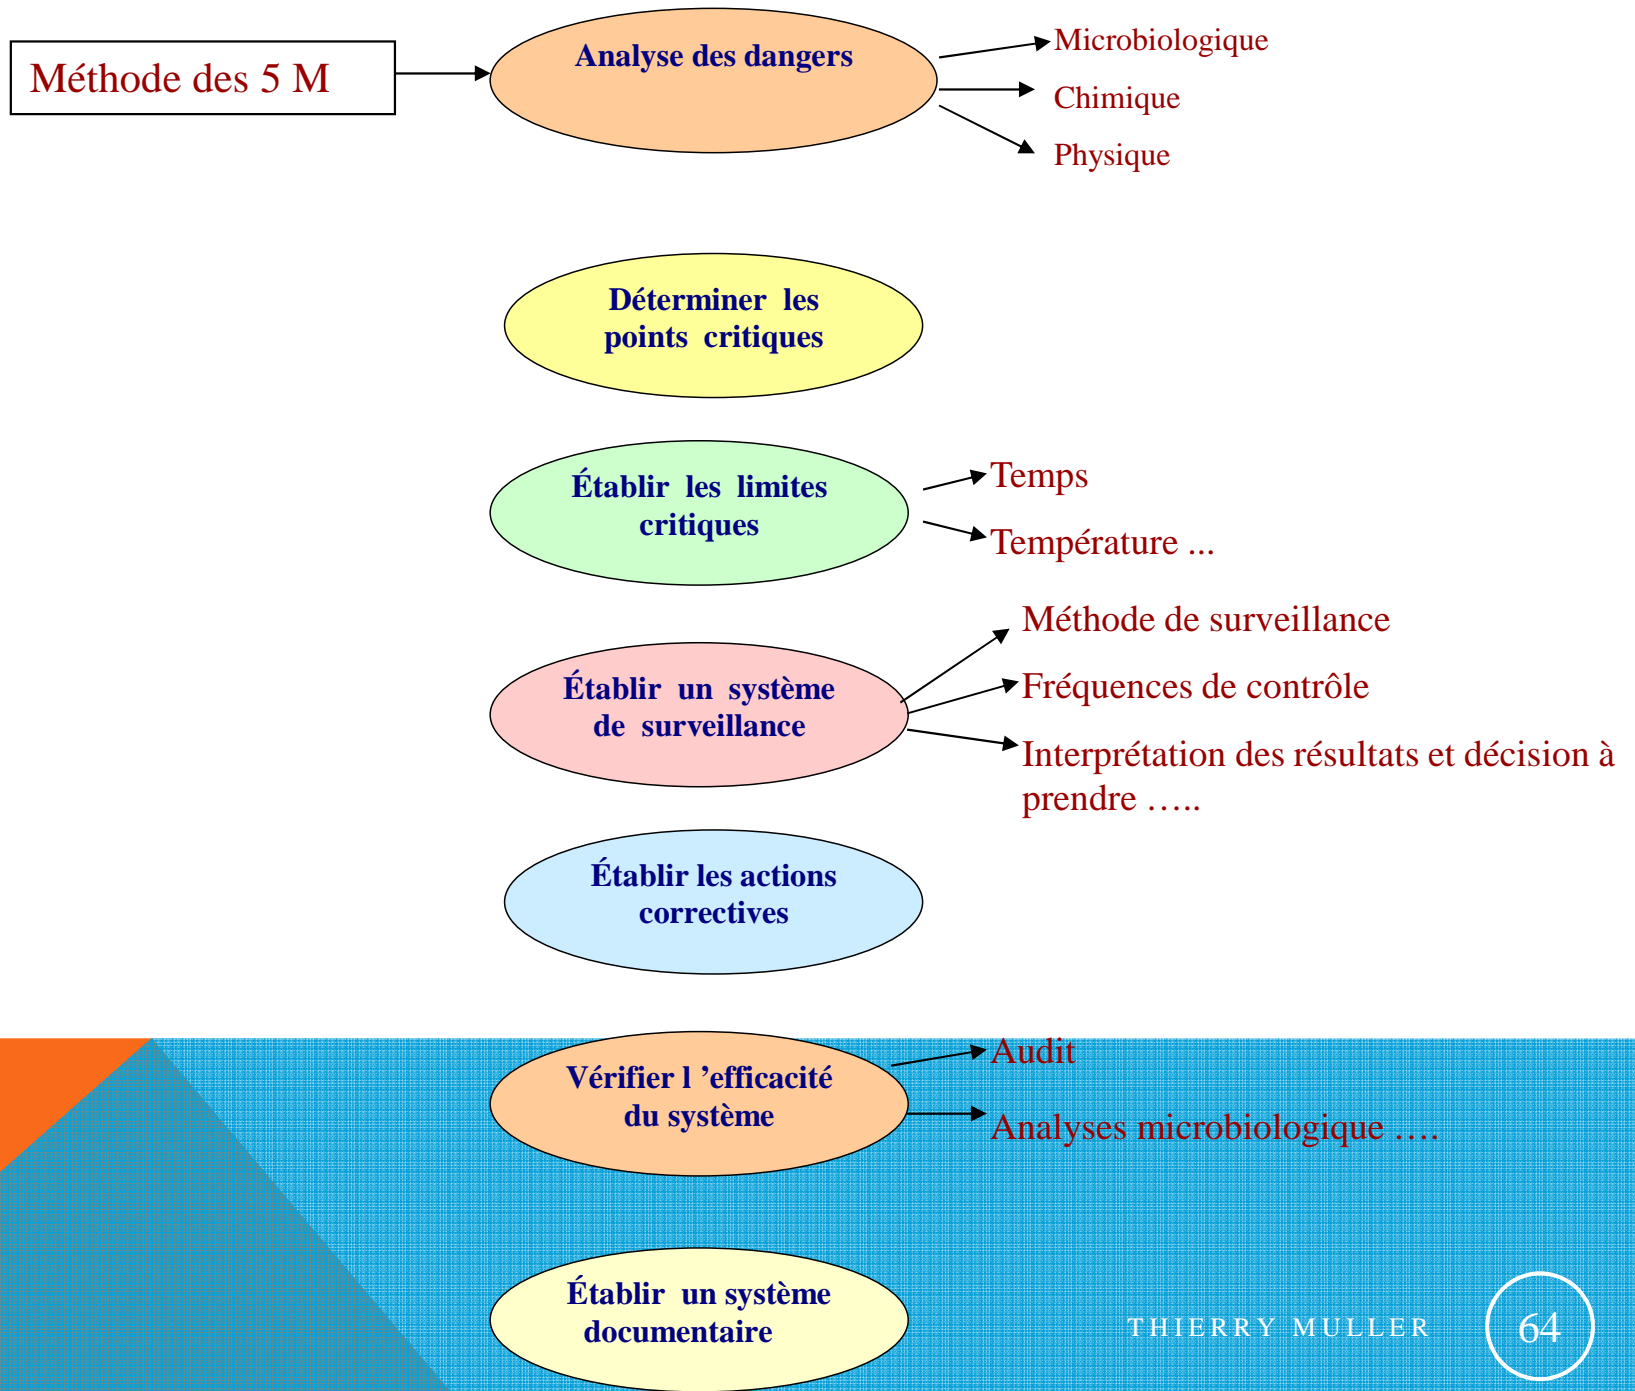 Méthode des 5 M
Analyse des dangers
Microbiologique
Chimique
Physique
Déterminer les
points critiques
Établir les limites
critiques
Temps
Température ...
Établir un système
de surveillance
Méthode de surveillance
Fréquences de contrôle
Interprétation des résultats et décision à
prendre …..
Établir les actions
correctives
Vérifier l ’efficacité
du système
Audit
Analyses microbiologique ….
Établir un système
documentaire
THIERRY MULLER
64